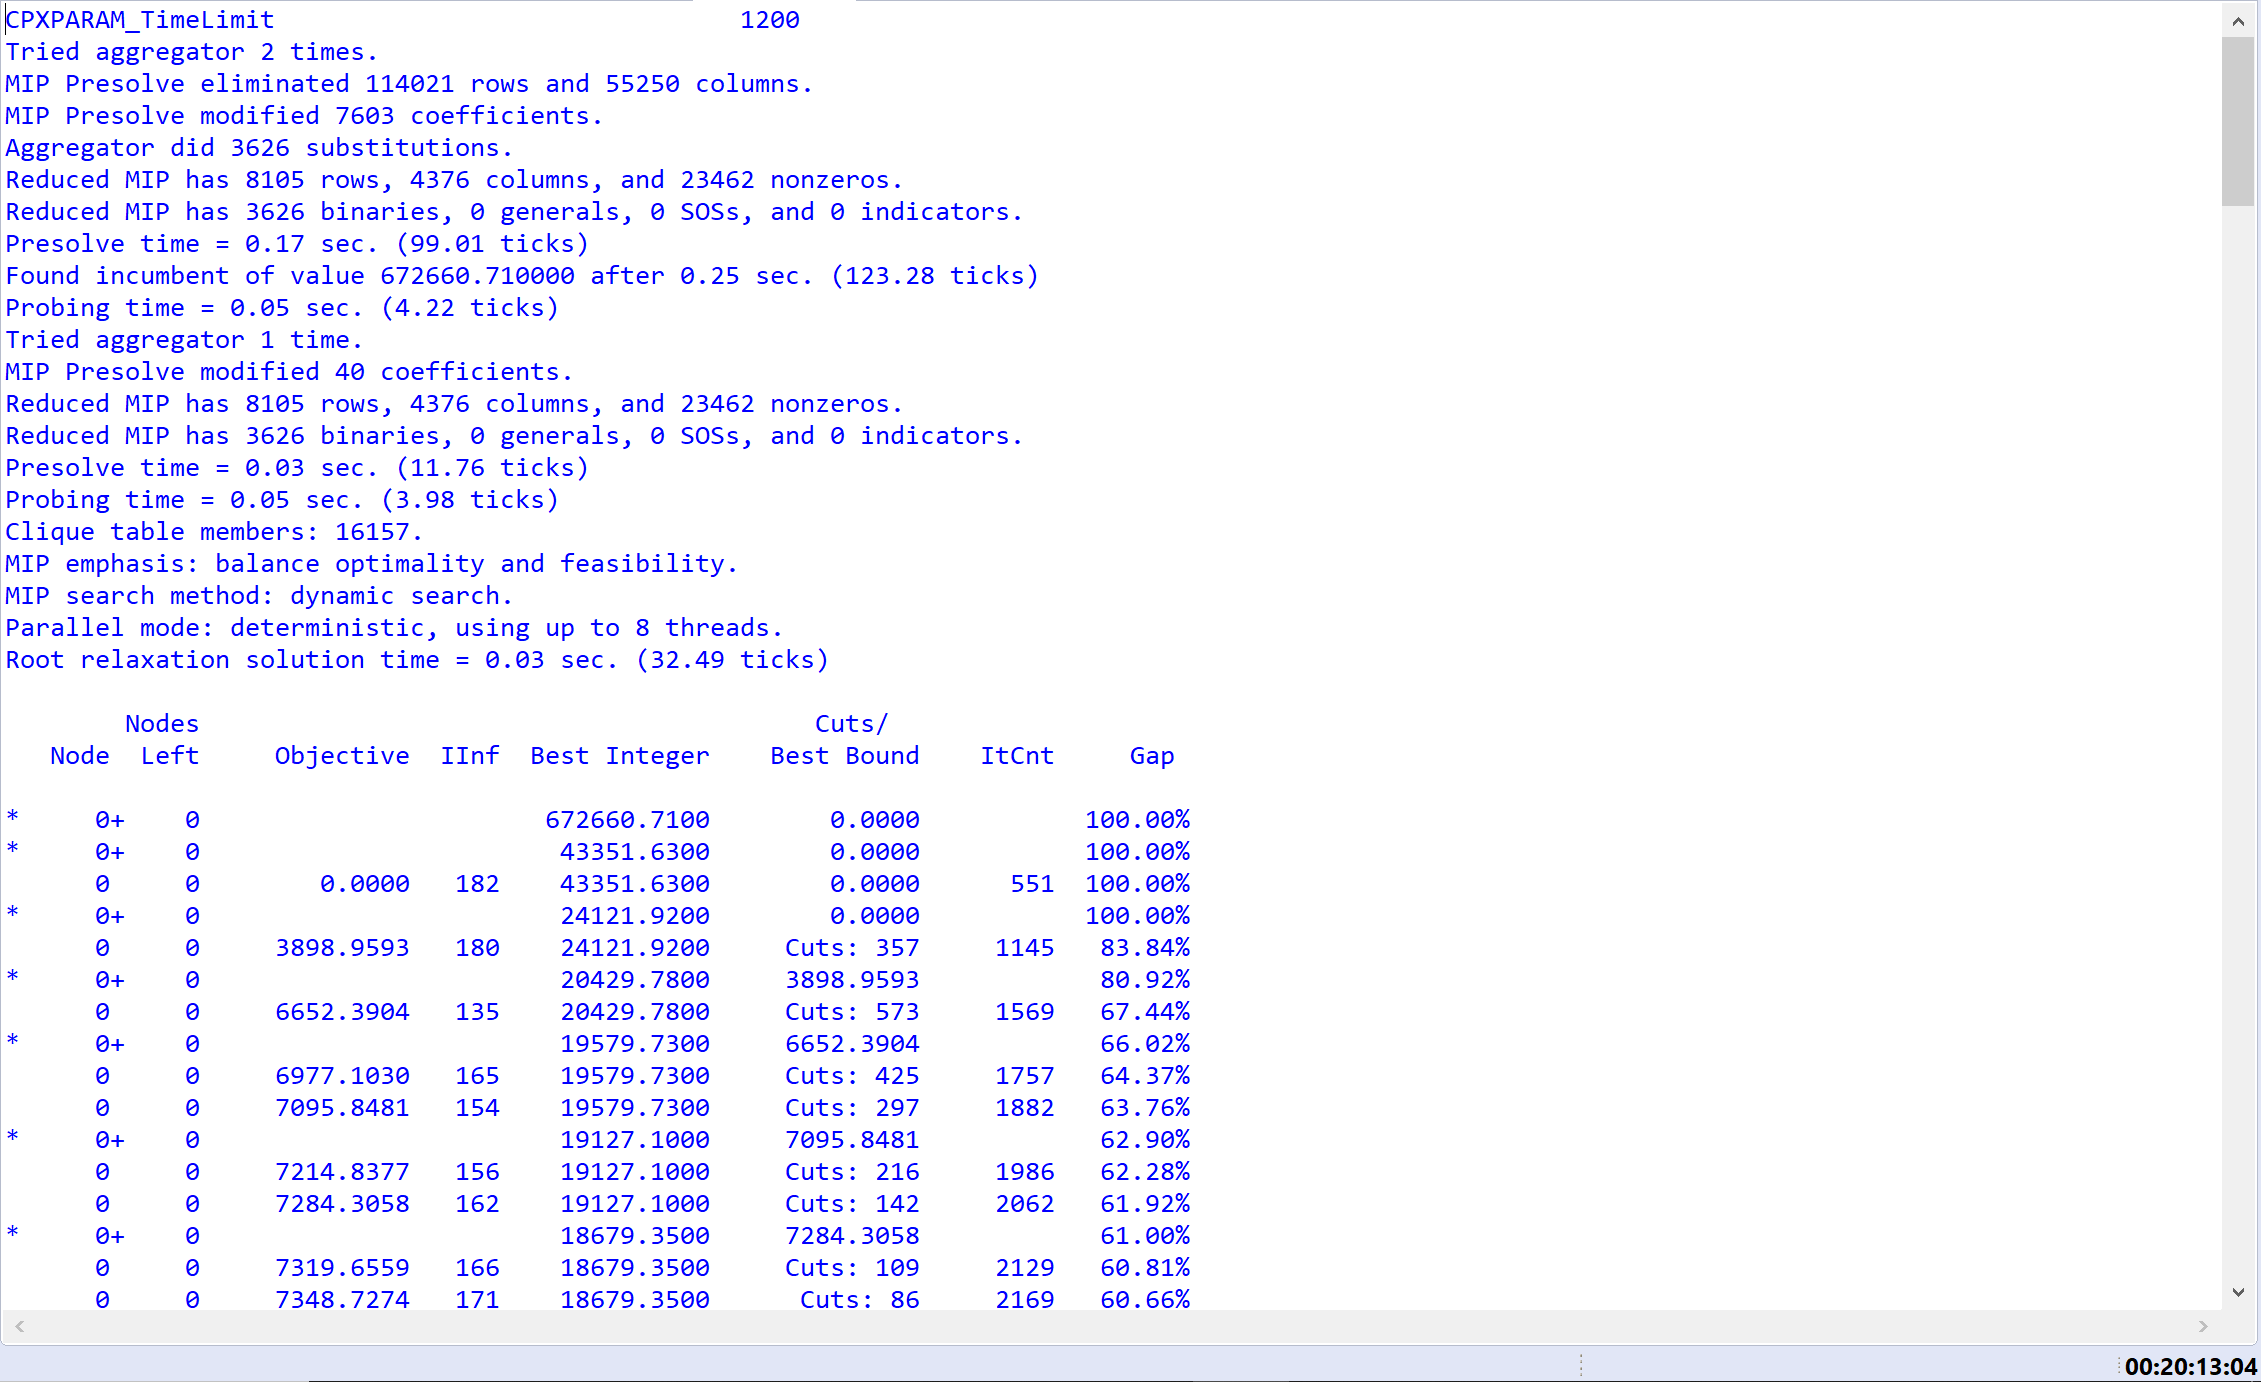 CPXPARAM_TimeLimit                               1200
Tried aggregator 2 times.
MIP Presolve eliminated 114021 rows and 55250 columns.
MIP Presolve modified 7603 coefficients.
Aggregator did 3626 substitutions.
Reduced MIP has 8105 rows, 4376 columns, and 23462 nonzeros.
Reduced MIP has 3626 binaries, 0 generals, 0 SOSs, and 0 indicators.
Presolve time = 0.17 sec. (99.01 ticks)
Found incumbent of value 672660.710000 after 0.25 sec. (123.28 ticks)
Probing time = 0.05 sec. (4.22 ticks)
Tried aggregator 1 time.
MIP Presolve modified 40 coefficients.
Reduced MIP has 8105 rows, 4376 columns, and 23462 nonzeros.
Reduced MIP has 3626 binaries, 0 generals, 0 SOSs, and 0 indicators.
Presolve time = 0.03 sec. (11.76 ticks)
Probing time = 0.05 sec. (3.98 ticks)
Clique table members: 16157.
MIP emphasis: balance optimality and feasibility.
MIP search method: dynamic search.
Parallel mode: deterministic, using up to 8 threads.
Root relaxation solution time = 0.03 sec. (32.49 ticks)

        Nodes                                         Cuts/
   Node  Left     Objective  IInf  Best Integer    Best Bound    ItCnt     Gap

*     0+    0                       672660.7100        0.0000           100.00%
*     0+    0                        43351.6300        0.0000           100.00%
      0     0        0.0000   182    43351.6300        0.0000      551  100.00%
*     0+    0                        24121.9200        0.0000           100.00%
      0     0     3898.9593   180    24121.9200     Cuts: 357     1145   83.84%
*     0+    0                        20429.7800     3898.9593            80.92%
      0     0     6652.3904   135    20429.7800     Cuts: 573     1569   67.44%
*     0+    0                        19579.7300     6652.3904            66.02%
      0     0     6977.1030   165    19579.7300     Cuts: 425     1757   64.37%
      0     0     7095.8481   154    19579.7300     Cuts: 297     1882   63.76%
*     0+    0                        19127.1000     7095.8481            62.90%
      0     0     7214.8377   156    19127.1000     Cuts: 216     1986   62.28%
      0     0     7284.3058   162    19127.1000     Cuts: 142     2062   61.92%
*     0+    0                        18679.3500     7284.3058            61.00%
      0     0     7319.6559   166    18679.3500     Cuts: 109     2129   60.81%
      0     0     7348.7274   171    18679.3500      Cuts: 86     2169   60.66%
00:20:13:04